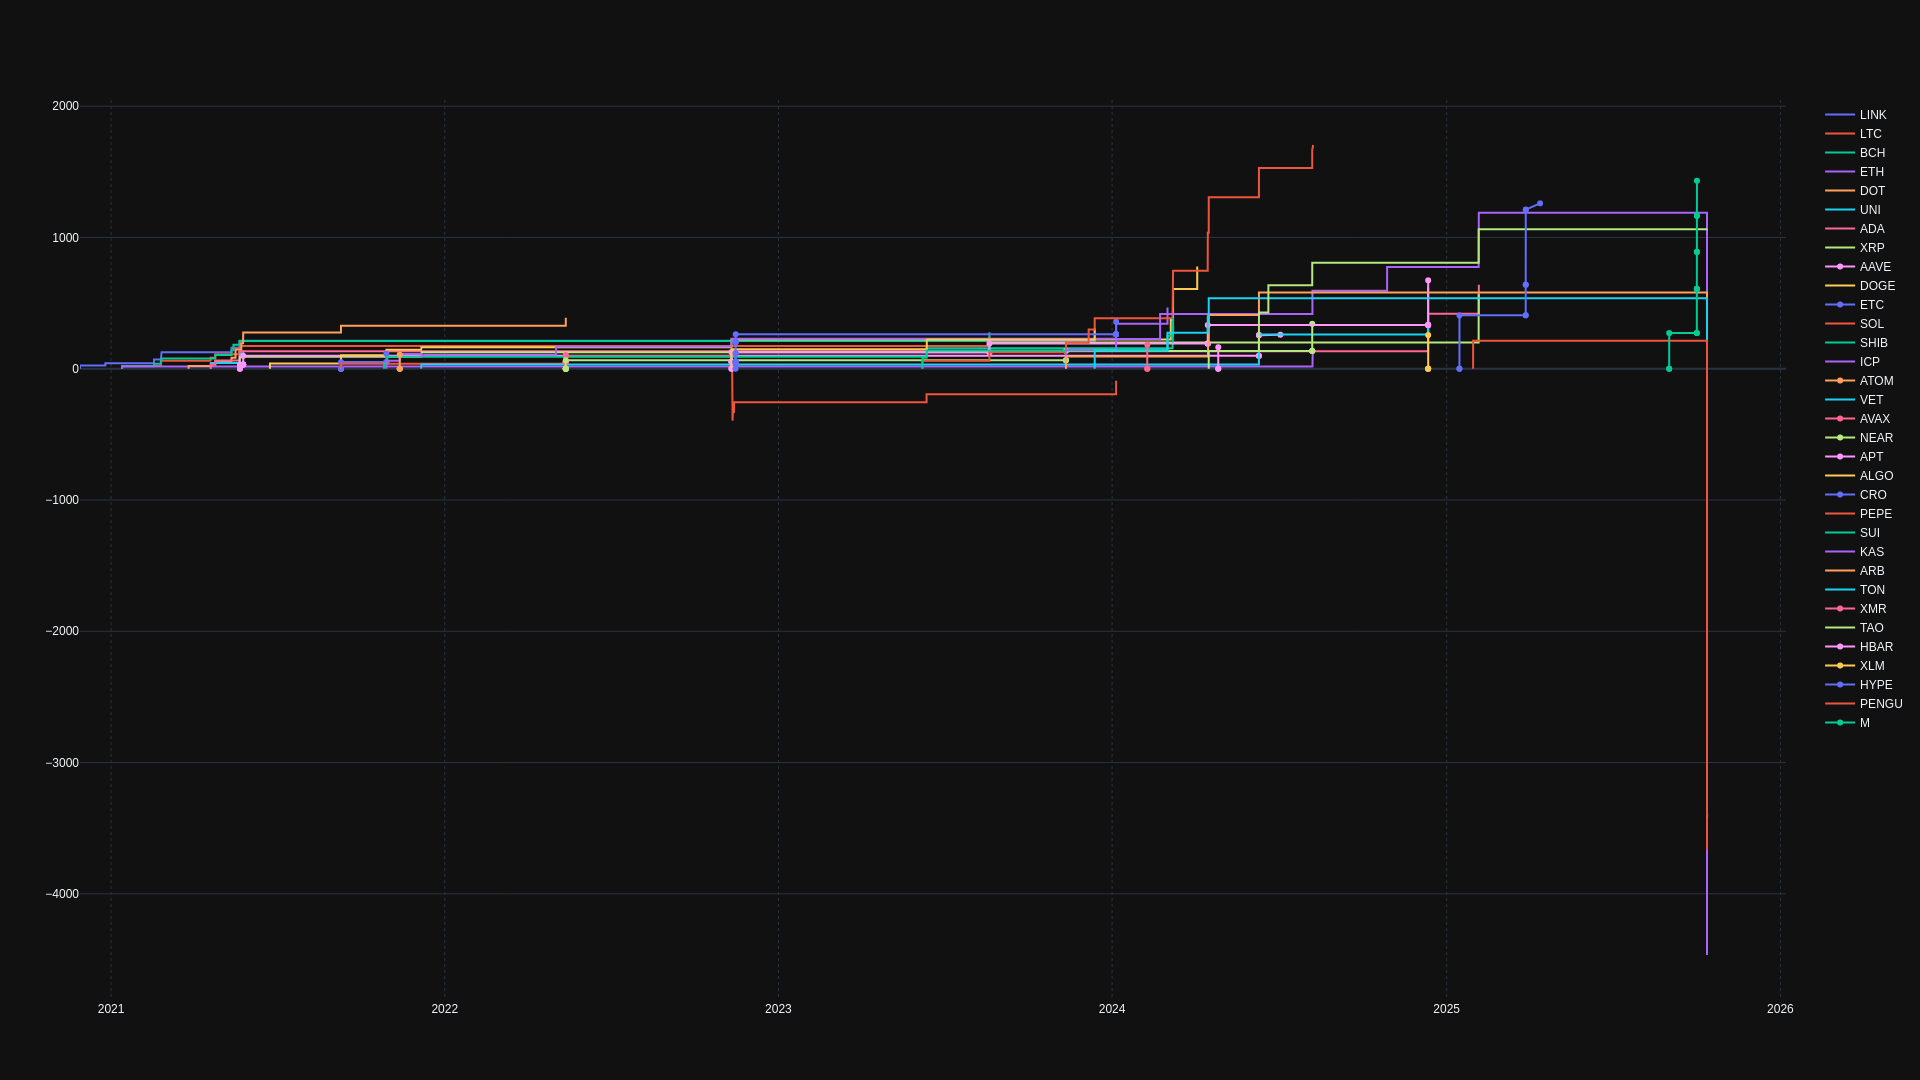 2000
1000
0
−1000
−2000
−3000
−4000
2021
2022
2023
2024
2025
2026
LINK
LTC
BCH
ETH
DOT
UNI
ADA
XRP
AAVE
DOGE
ETC
SOL
SHIB
ICP
ATOM
VET
AVAX
NEAR
APT
ALGO
CRO
PEPE
SUI
KAS
ARB
TON
XMR
TAO
HBAR
XLM
HYPE
PENGU
M